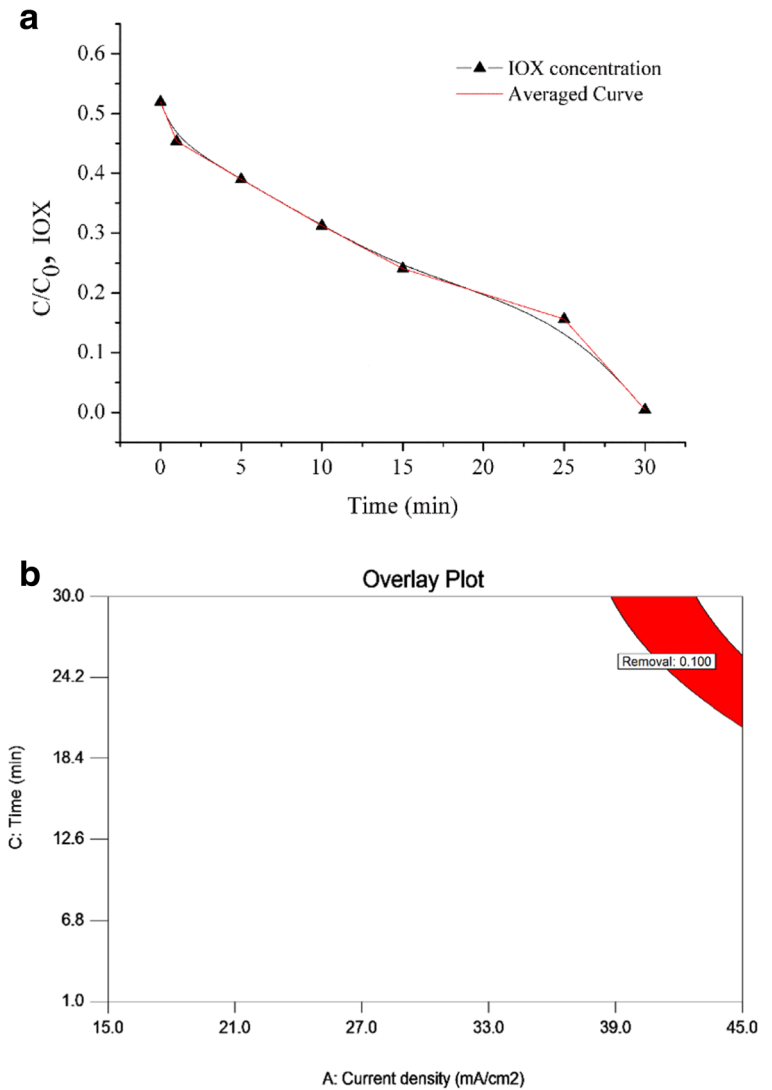 a
0.6
IOX concentration
Averaged Curve
0.5
0.4
0.3
0.2
0.1
0.0
C/C0, IOX
0 5 10 15 20 25 30
Time (min)
b
Overlay Plot
30.0
Removal: 0.100
24.2
18.4
12.6
6.8
1.0
C: Time (min)
15.0 21.0 27.0 33.0 39.0 45.0
A: Current density (mA/cm2)